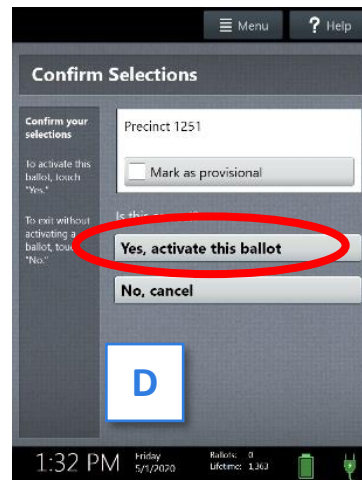 Menu
? Help
Confirm Selections
Confirm your
selections
To activate this
ballot, touch
"Yes."
To exit without
activating a
ballot, touch
"No."
Precinct 1251
Mark as provisional
Is this
Yes, activate this ballot
No, cancel
D
1:32 PM
Friday
5/1/2020
Ballots: 0
Lifetime: 1,363